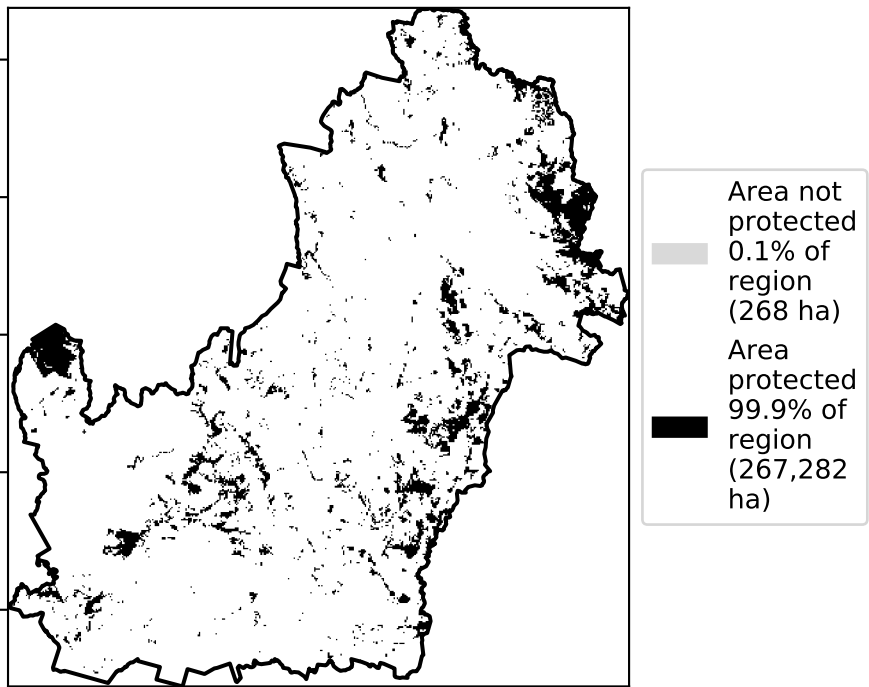 Area not
protected
0.1% of
region
(268 ha)
Area
protected
99.9% of
region
(267,282
ha)